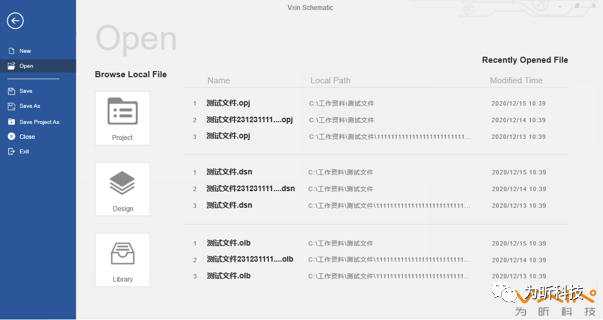 Vxin Schematic
Open
New
Open
Save
Save As
Save Project As
Close
Exit
Browse Local File
Project
Design
Library
Recently Opened File
Name Local Path Modified Time
1 测试文件.opj C:\工作资料\测试文件 2020/12/15 10:39
2 测试文件231231111....opj C:\工作资料\测试文件 2020/12/14 10:39
3 测试文件.opj C:\工作资料\测试文件\1111111111111111111111111... 2020/12/13 10:39
1 测试文件.dsn C:\工作资料\测试文件 2020/12/15 10:39
2 测试文件231231111....dsn C:\工作资料\测试文件 2020/12/14 10:39
3 测试文件.dsn C:\工作资料\测试文件\1111111111111111111111111... 2020/12/13 10:39
1 测试文件.olb C:\工作资料\测试文件 2020/12/15 10:39
2 测试文件231231111....olb C:\工作资料\测试文件 2020/12/14 10:39
3 测试文件.olb C:\工作资料\测试文件\1111111111111111111111111... 2020/12/13 10:39
为昕科技
为昕科技